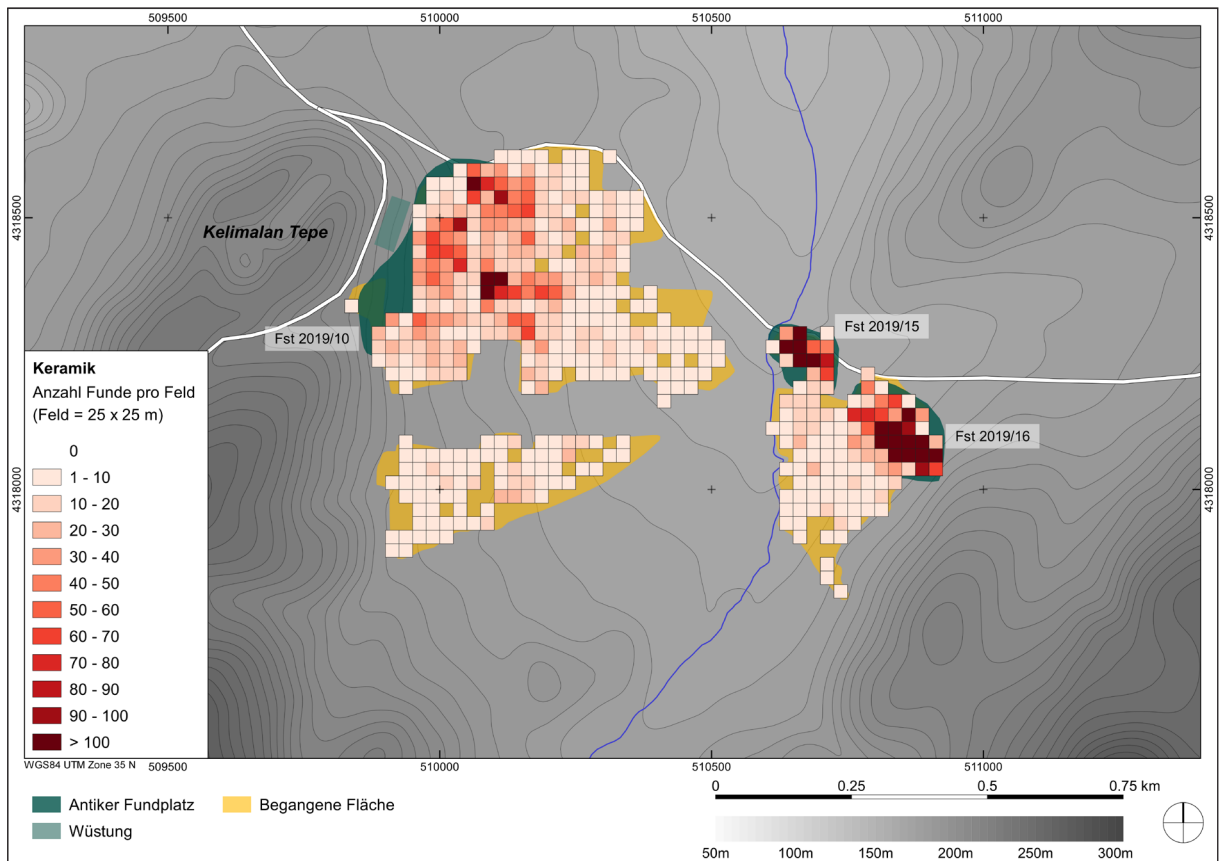 509500 510000 510500 511000
4318500 4318500
Kelimalan Tepe
Fst 2019/15
Fst 2019/10
Keramik
Anzahl Funde pro Feld
(Feld = 25 x 25 m)
0
1 - 10
10 - 20
20 - 30
30 - 40
40 - 50
50 - 60
60 - 70
70 - 80
80 - 90
90 - 100
> 100
Fst 2019/16
4318000 4318000
WGS84 UTM Zone 35 N
509500 510000 510500 511000
Antiker Fundplatz
Begangene Fläche
Wüstung
0 0.25 0.5 0.75 km
50m 100m 150m 200m 250m 300m